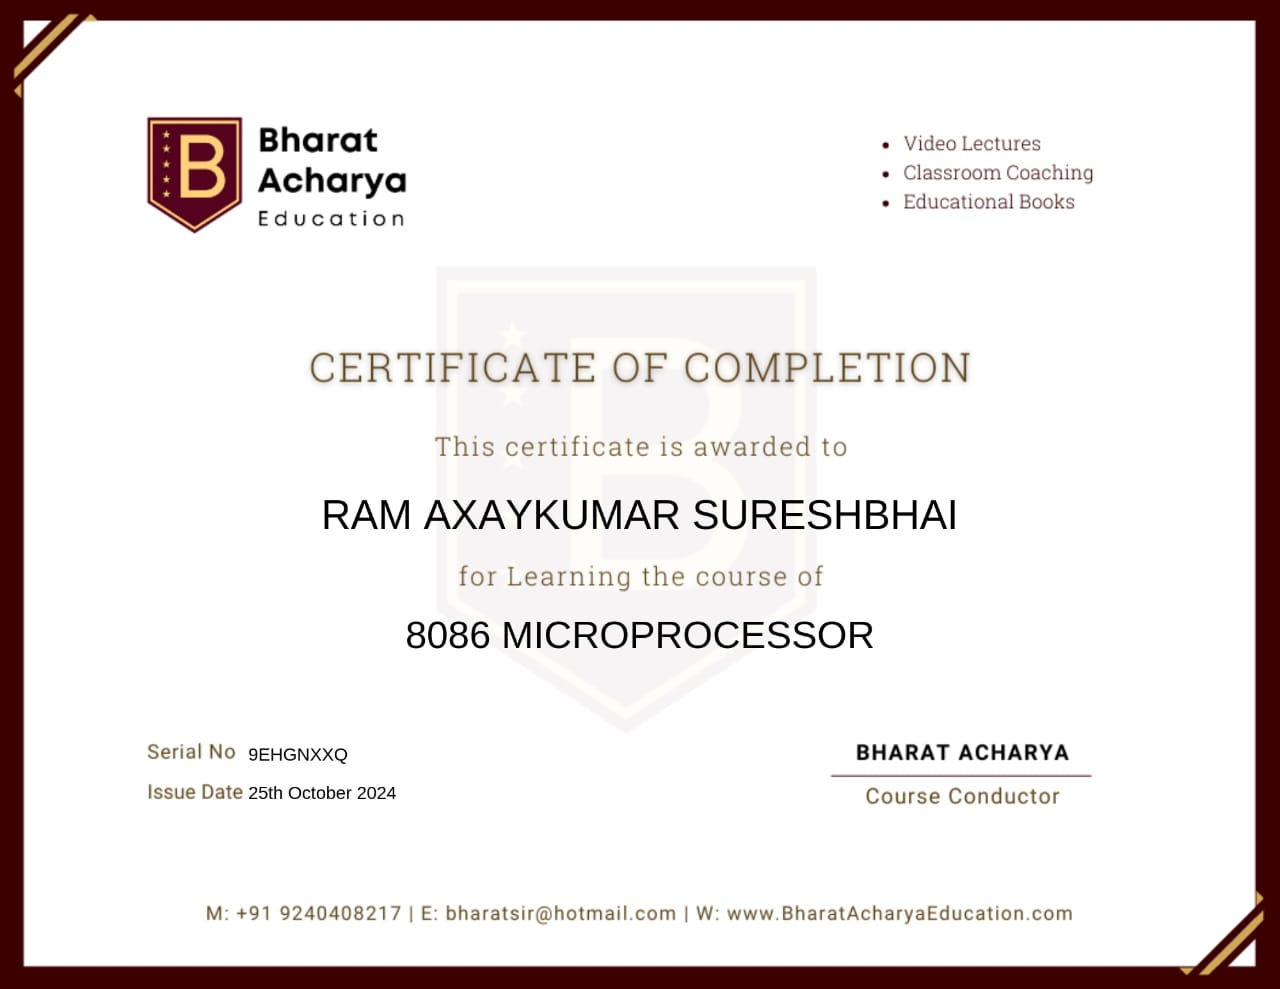 B
Bharat
Acharya
Education
• Video Lectures
• Classroom Coaching
• Educational Books
B
CERTIFICATE OF COMPLETION
This certificate is awarded to
RAM AXAYKUMAR SURESHBHAI
for Learning the course of
8086 MICROPROCESSOR
Serial No 9EHGNXXQ
Issue Date 25th October 2024
BHARAT ACHARYA
Course Conductor
M: +91 9240408217 | E: bharatsir@hotmail.com | W: www.BharatAcharyaEducation.com